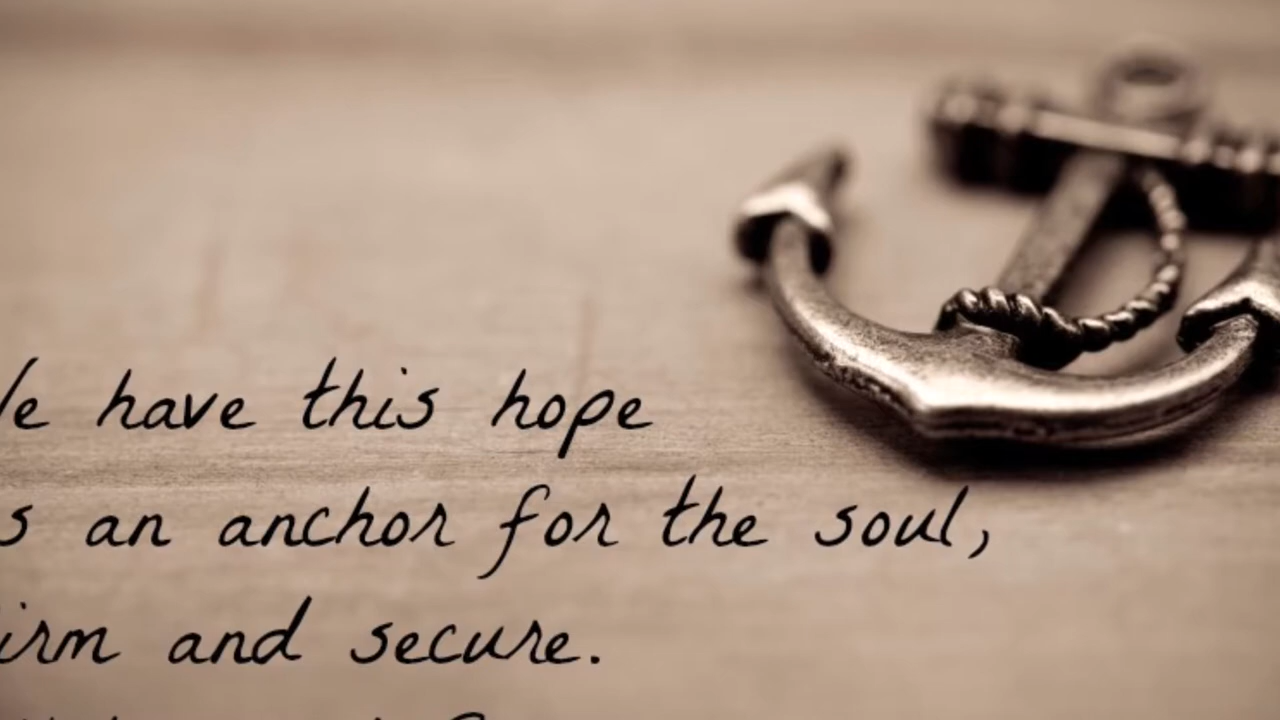 e have this hope
s an anchor for the soul,
irm and secure.